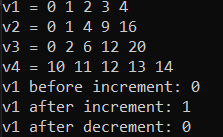 v1 = 0 1 2 3 4
v2 = 0 1 4 9 16
v3 = 0 2 6 12 20
v4 = 10 11 12 13 14
v1 before increment: 0
v1 after increment: 1
v1 after decrement: 0